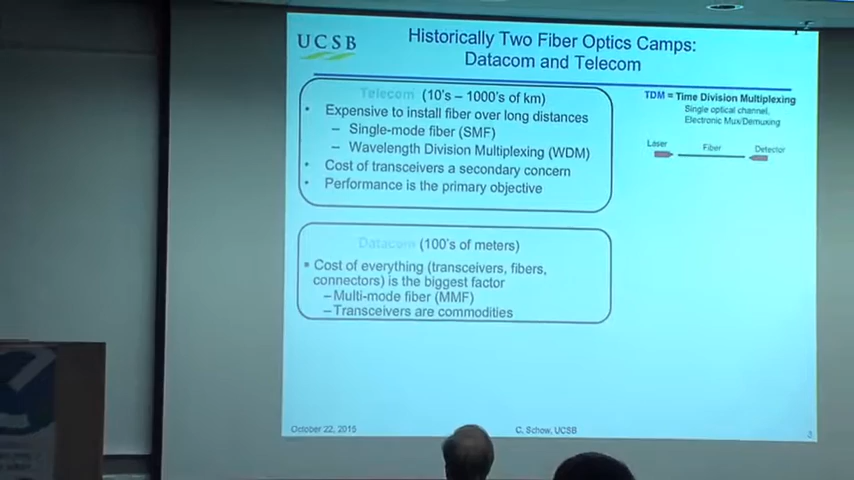 UCSB
Historically Two Fiber Optics Camps:
Datacom and Telecom
Telecom (10's – 1000's of km)
• Expensive to install fiber over long distances
– Single-mode fiber (SMF)
– Wavelength Division Multiplexing (WDM)
• Cost of transceivers a secondary concern
• Performance is the primary objective
TDM = Time Division Multiplexing
Single optical channel,
Electronic Mux/Demuxing
Laser Fiber Detector
Datacom (100's of meters)
▪ Cost of everything (transceivers, fibers,
connectors) is the biggest factor
– Multi-mode fiber (MMF)
– Transceivers are commodities
October 22, 2015
C. Schow, UCSB